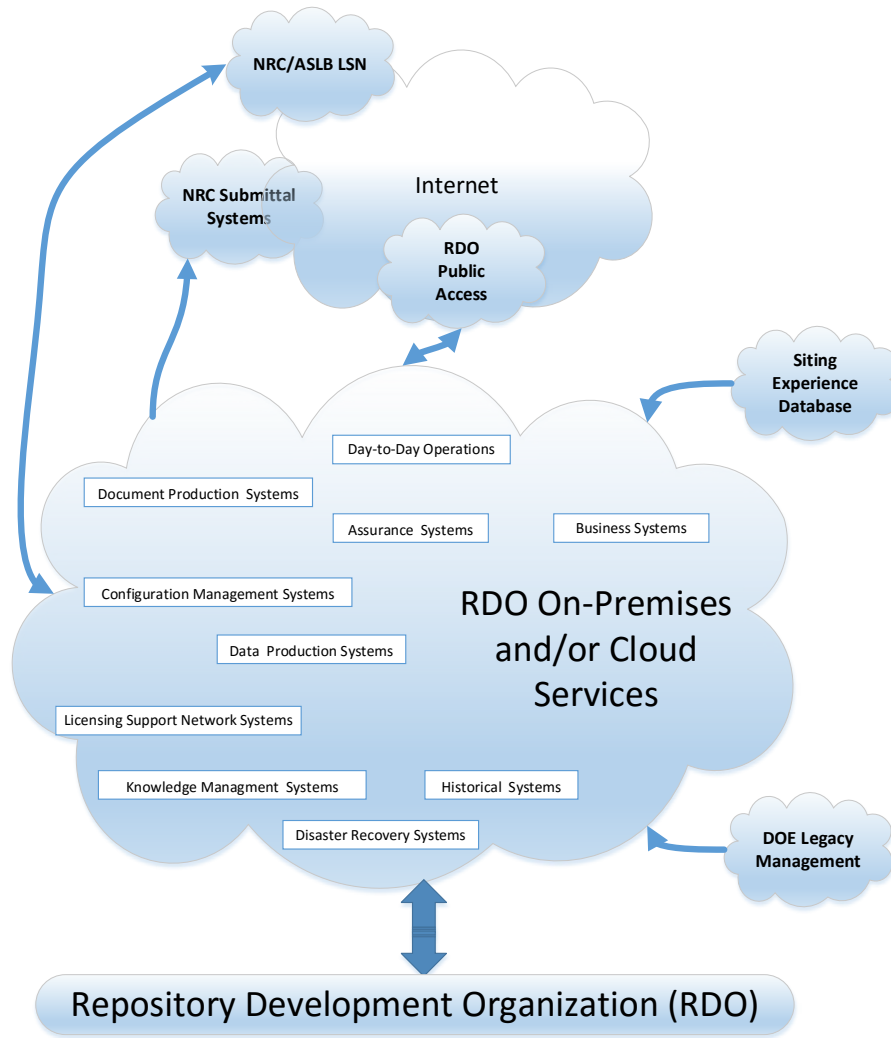 NRC/ASLB LSN
Internet
NRC Submittal
Systems
RDO
Public
Access
Siting
Experience
Database
Day-to-Day Operations
Document Production Systems
Assurance Systems
Business Systems
Configuration Management Systems
RDO On-Premises
and/or Cloud
Services
Data Production Systems
Licensing Support Network Systems
Knowledge Managment Systems
Historical Systems
Disaster Recovery Systems
DOE Legacy
Management
Repository Development Organization (RDO)